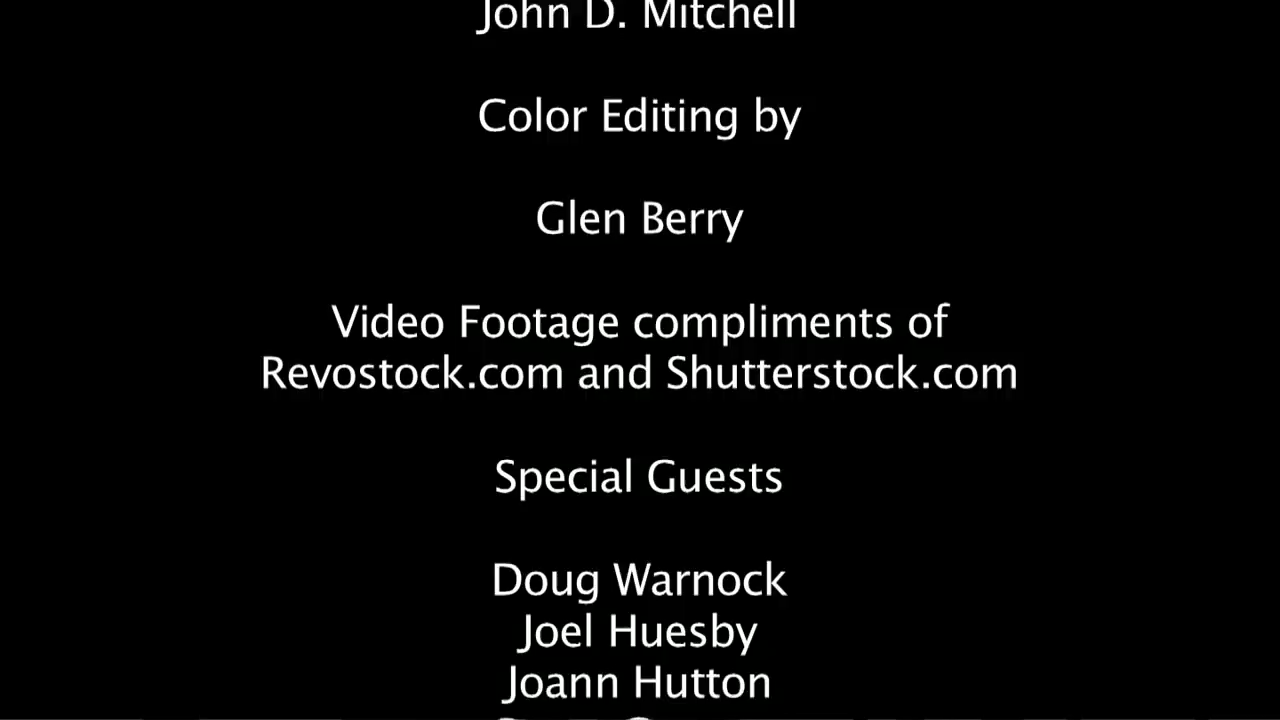 John D. Mitchell
Color Editing by
Glen Berry
Video Footage compliments of
Revostock.com and Shutterstock.com
Special Guests
Doug Warnock
Joel Huesby
Joann Hutton